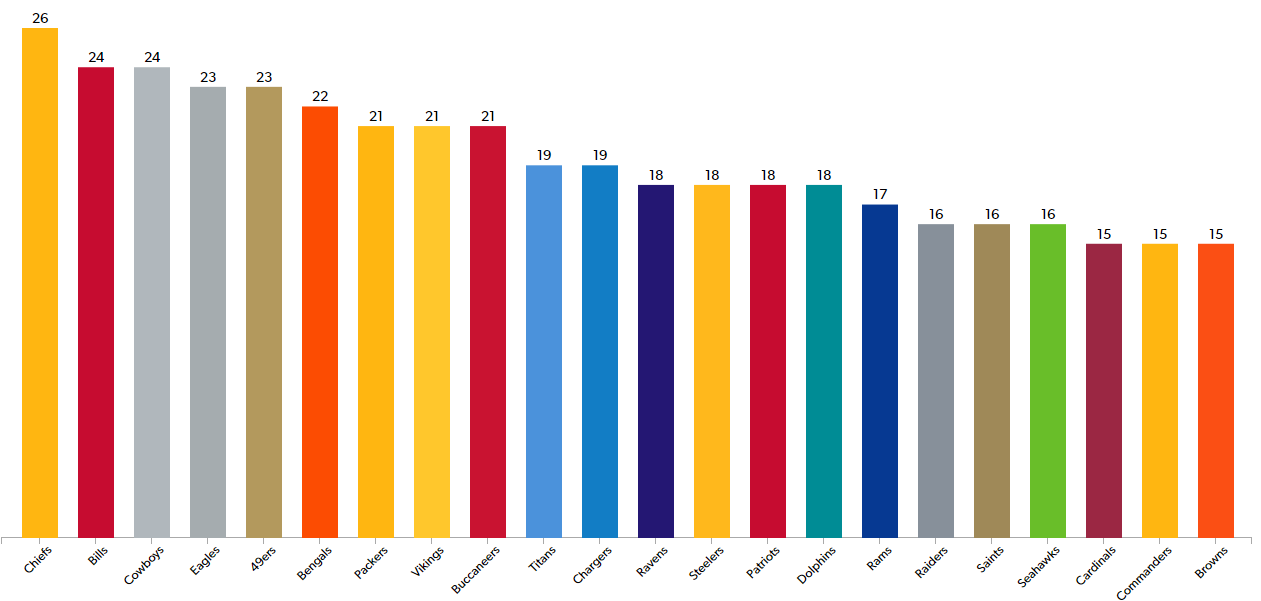 26
24
24
23
23
22
21
21
21
19
19
18
18
18
18
17
16
16
16
15
15
15
Chiefs
Bills
Cowboys
Eagles
49ers
Bengals
Packers
Vikings
Buccaneers
Titans
Chargers
Ravens
Steelers
Patriots
Dolphins
Rams
Raiders
Saints
Seahawks
Cardinals
Commanders
Browns